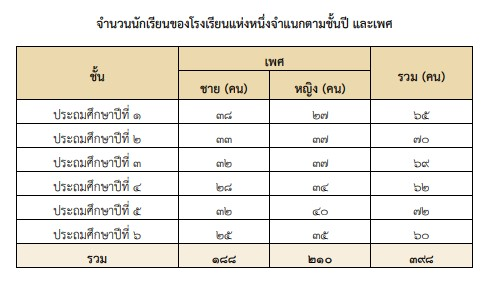 จำนวนนักเรียนของโรงเรียนแห่งหนึ่งจำแนกตามชั้นปี และเพศ
ชั้น เพศ รวม (คน)
ชาย (คน) หญิง (คน)
ประถมศึกษาปีที่ ๑ ๓๘ ๒๗ ๖๕
ประถมศึกษาปีที่ ๒ ๓๓ ๓๗ ๗๐
ประถมศึกษาปีที่ ๓ ๓๒ ๓๗ ๖๙
ประถมศึกษาปีที่ ๔ ๒๘ ๓๔ ๖๒
ประถมศึกษาปีที่ ๕ ๓๒ ๔๐ ๗๒
ประถมศึกษาปีที่ ๖ ๒๕ ๓๕ ๖๐
รวม ๑๘๘ ๒๑๐ ๓๙๘